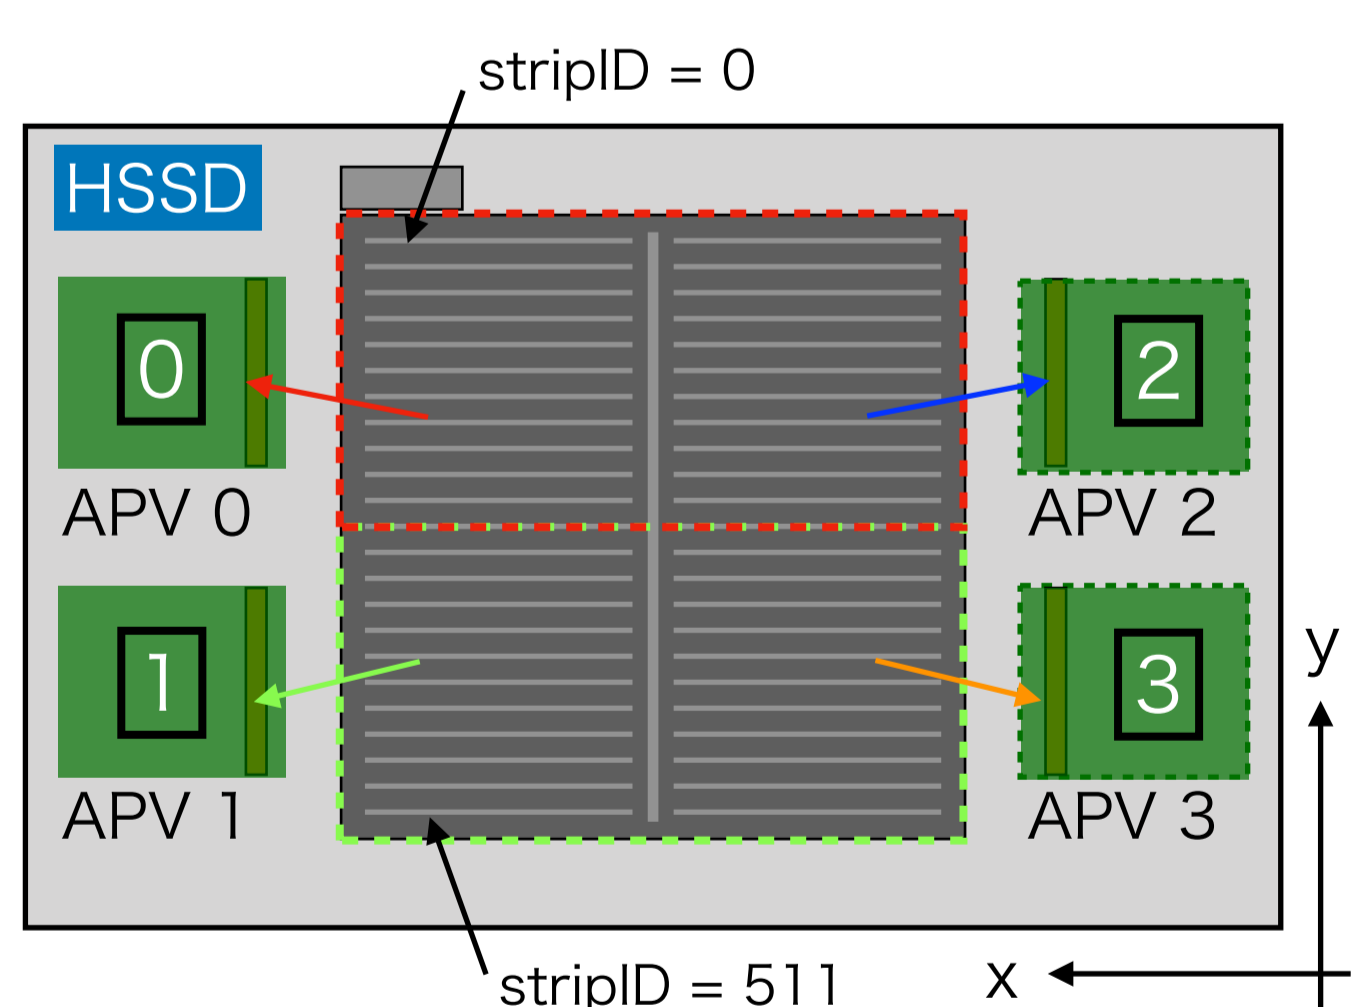 stripID = 0
HSSD
0
2
APV 0
APV 2
1
3
y
APV 1
APV 3
x
stripID = 511